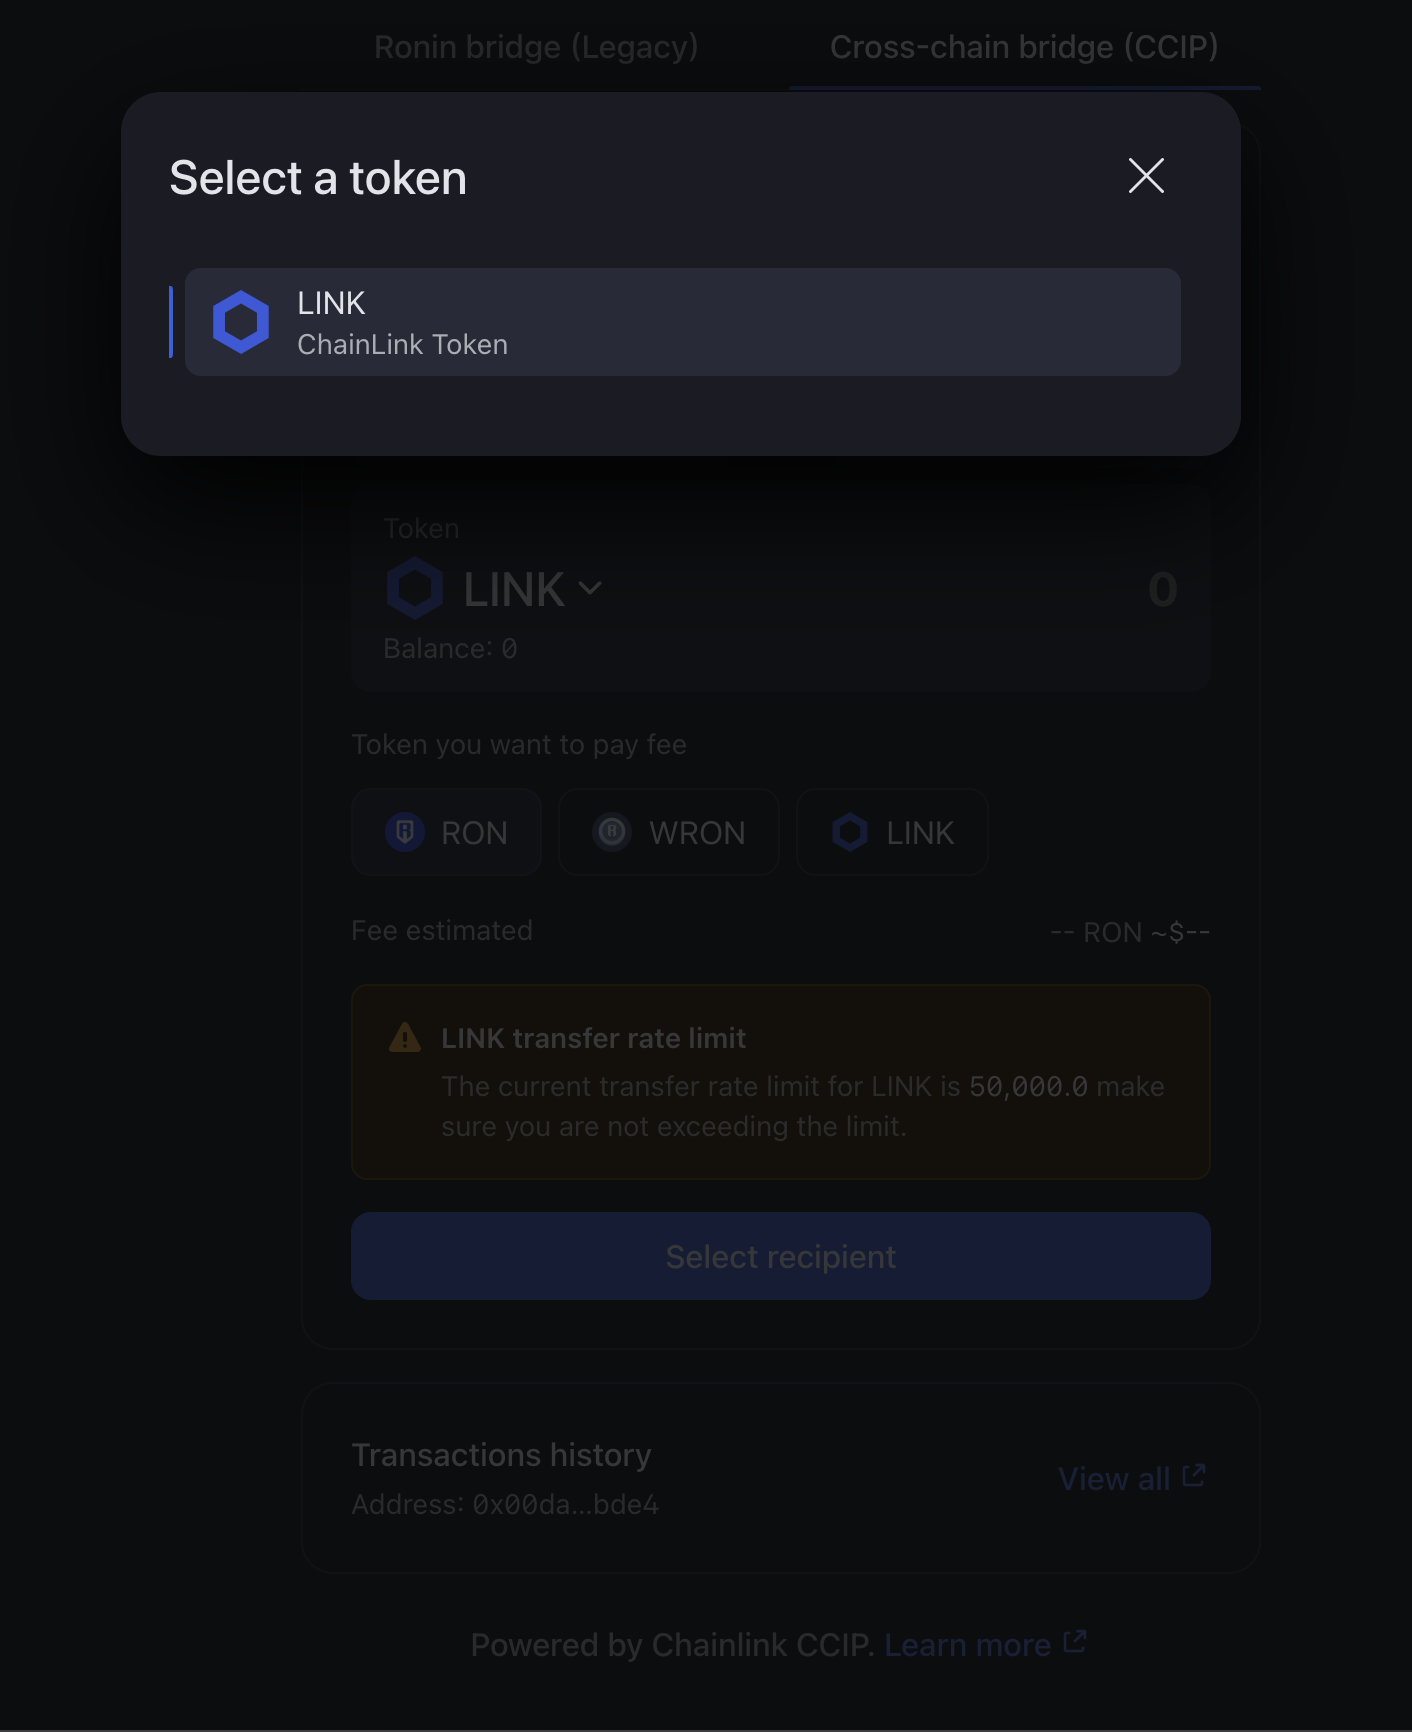 Ronin bridge (Legacy)
Cross-chain bridge (CCIP)
Select a token
LINK
ChainLink Token
Token
LINK
0
Balance: 0
Token you want to pay fee
RON
WRON
LINK
Fee estimated
-- RON ~$--
LINK transfer rate limit
The current transfer rate limit for LINK is 50,000.0 make
sure you are not exceeding the limit.
Select recipient
Transactions history
View all
Address: 0x00da...bde4
Powered by Chainlink CCIP. Learn more